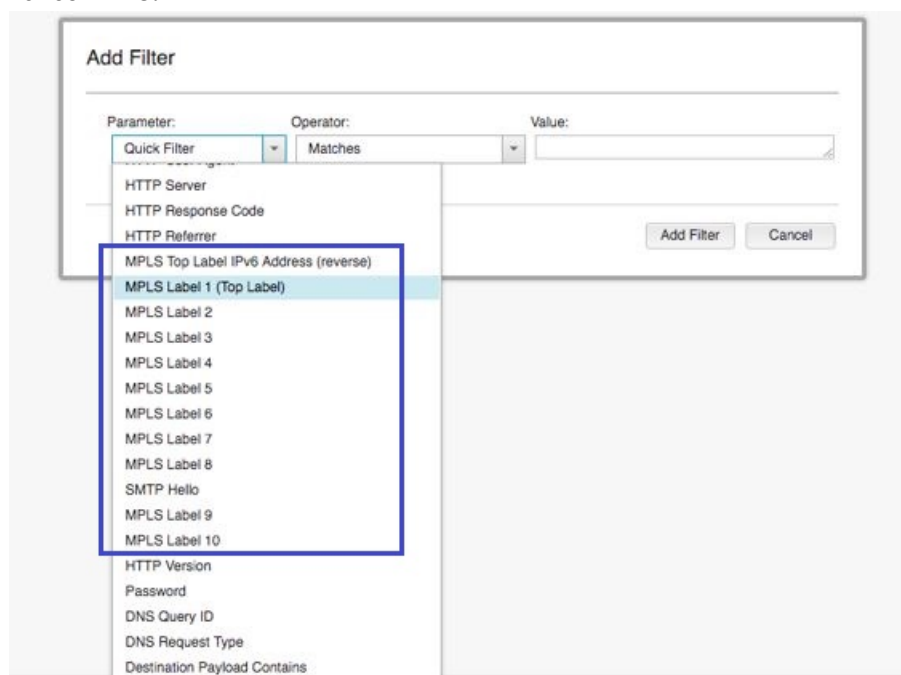 Add Filter
Parameter: Operator: Value:
Quick Filter Matches
HTTP Server
HTTP Response Code
HTTP Referrer Add Filter Cancel
MPLS Top Label IPv6 Address (reverse)
MPLS Label 1 (Top Label)
MPLS Label 2
MPLS Label 3
MPLS Label 4
MPLS Label 5
MPLS Label 6
MPLS Label 7
MPLS Label 8
SMTP Hello
MPLS Label 9
MPLS Label 10
HTTP Version
Password
DNS Query ID
DNS Request Type
Destination Payload Contains